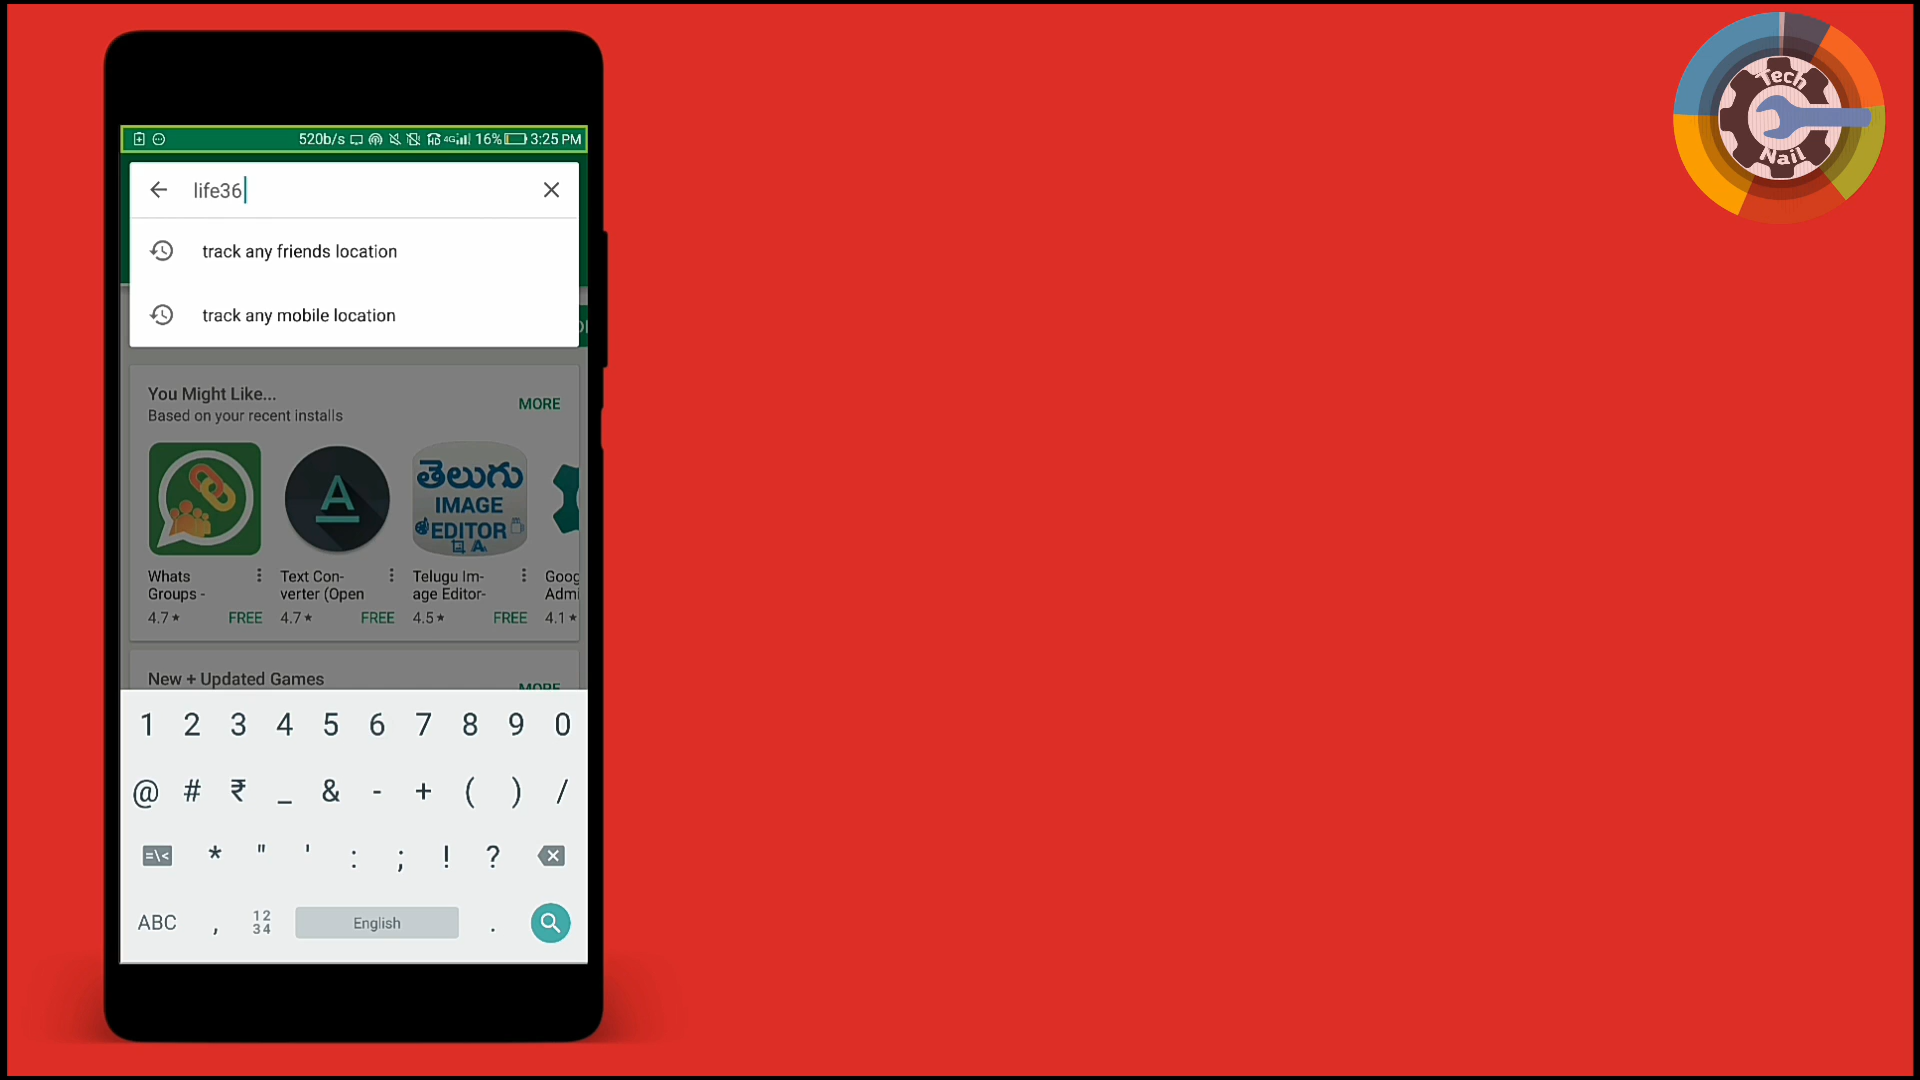 Tech
Nail
520b/s HD 4G 16% 3:25 PM
life36
track any friends location
track any mobile location
You Might Like...
Based on your recent installs
MORE
తెలుగు
IMAGE
EDITOR
A
A
Whats
Groups -
4.7★ FREE
Text Con-
verter (Open
4.7★ FREE
Telugu Im-
age Editor-
4.5★ FREE
Goog
Admi
4.1★
New + Updated Games
MORE
1 2 3 4 5 6 7 8 9 0
@ # ₹ _ & - + ( ) /
=\< * " ' : ; ! ?
ABC , 12
34 English .